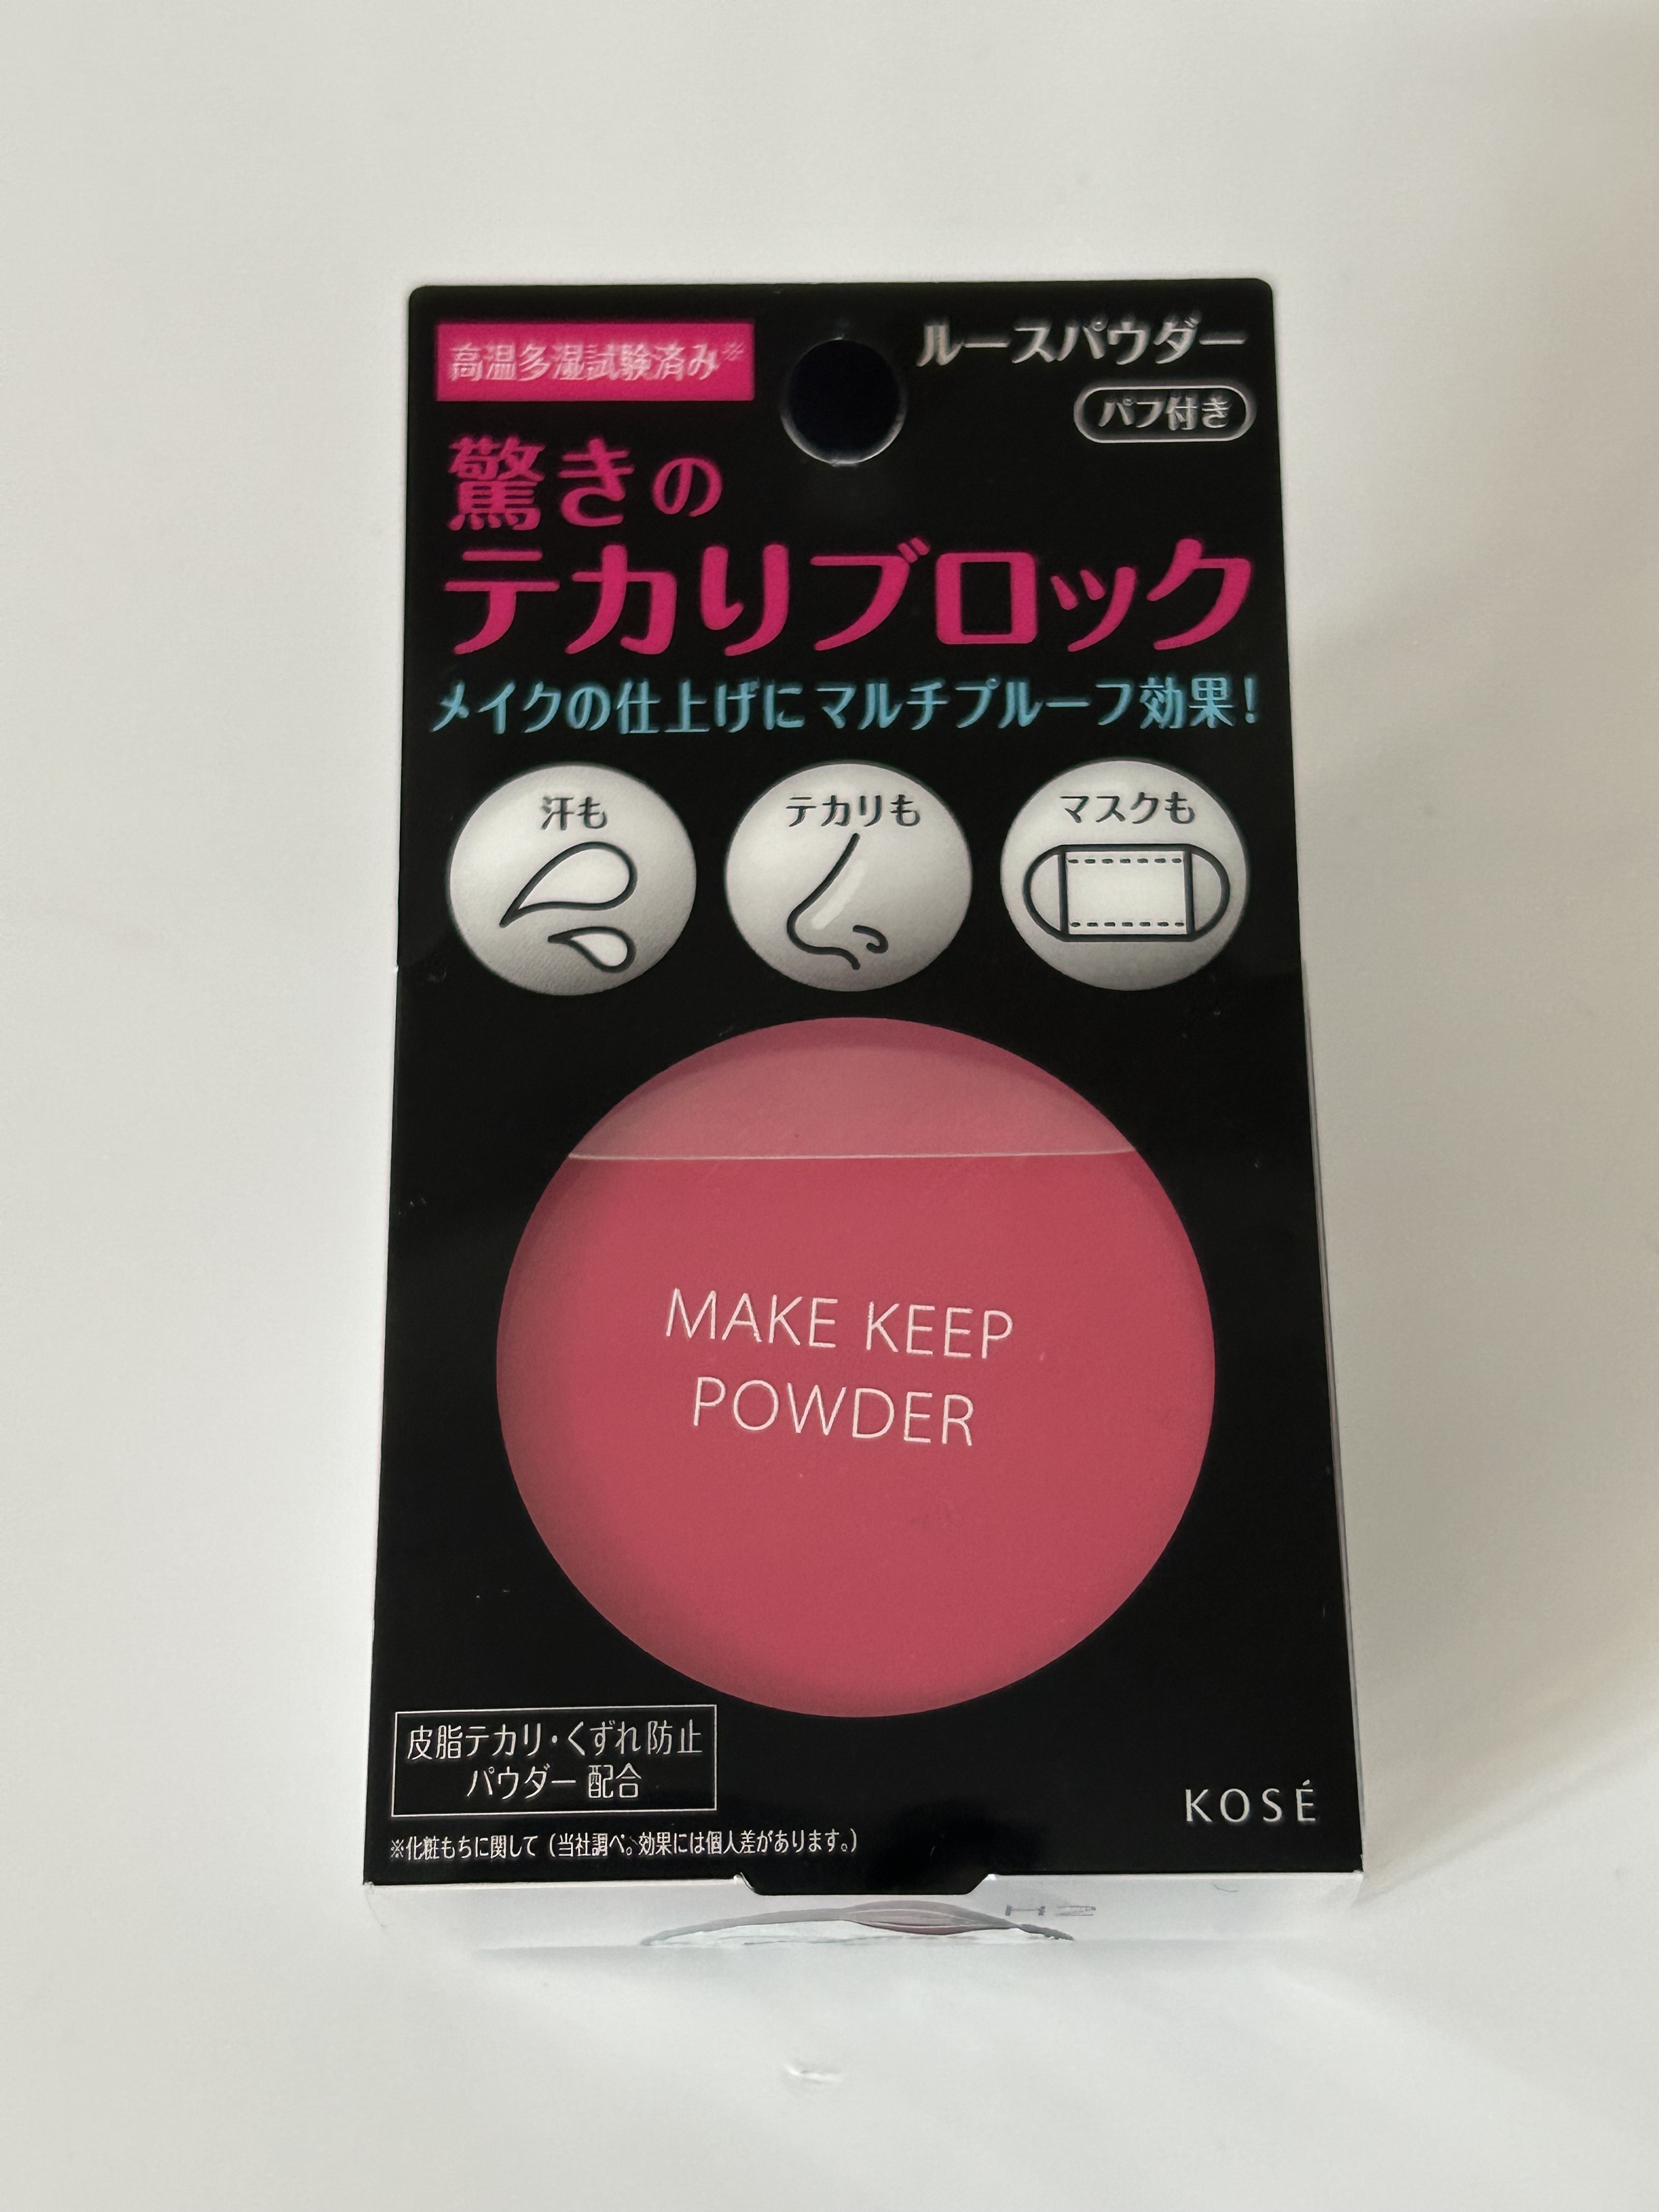 高温多湿試験済み※
ルースパウダー
パフ付き
驚きの
テカリブロック
メイクの仕上げにマルチプルーフ効果!
汗も
テカリも
マスクも
MAKE KEEP
POWDER
皮脂テカリ・くずれ防止
パウダー 配合
KOSÉ
※化粧もちに関して(当社調べ。効果には個人差があります。)